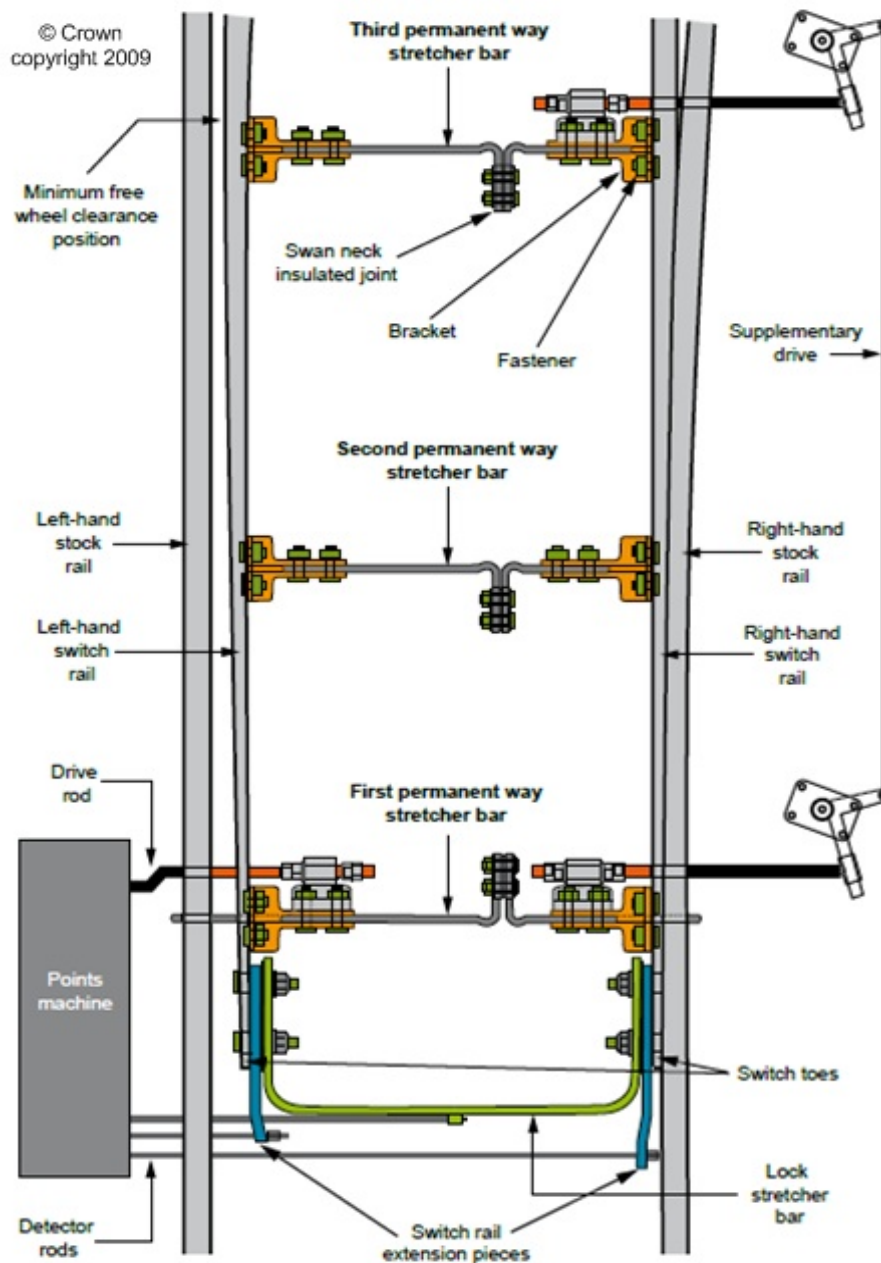 © Crown
copyright 2009
Third permanent way
stretcher bar
Minimum free
wheel clearance
position
Swan neck
insulated joint
Bracket
Fastener
Supplementary
drive
Second permanent way
stretcher bar
Left-hand
stock
rail
Right-hand
stock
rail
Left-hand
switch
rail
Right-hand
switch
rail
Drive
rod
First permanent way
stretcher bar
Points
machine
Switch toes
Lock
stretcher
bar
Detector
rods
Switch rail
extension pieces